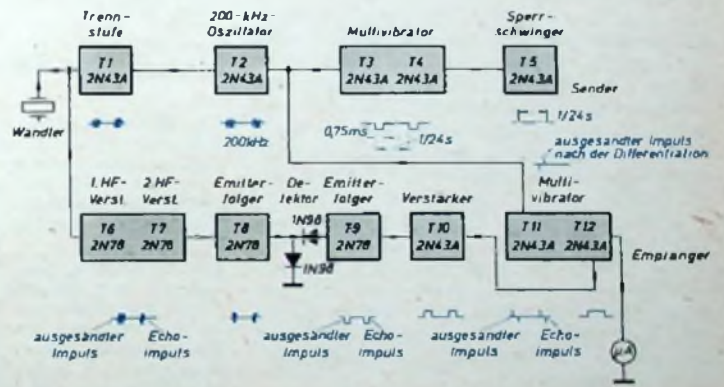 Trenn-
stufe
200-kHz-
Oszillator
Multivibrator
Sperr-
schwinger
T1
2N43A
T2
2N43A
T3 T4
2N43A 2N43A
T5
2N43A
Sender
Wandler
200kHz
0,75ms
1/24s
1/24s
ausgesandter Impuls
nach der Differentiation
1.HF-
Verst.
2.HF-
Verst.
Emitter-
folger
De-
tektor
Emitter-
folger
Verstärker
Multi-
vibrator
T6 T7
2N78 2N78
T8
2N78
1N98
1N98
T9
2N78
T10
2N43A
T11 T12
2N43A 2N43A
Empfänger
ausgesandter
Impuls
Echo-
impuls
ausgesandter
Impuls
Echo-
impuls
ausgesandter
Impuls
Echo-
impuls
µA